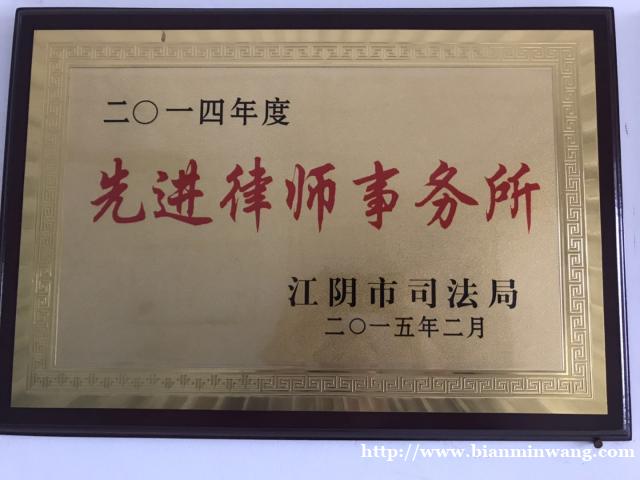 二〇一四年度
先进律师事务所
江阴市司法局
二〇一五年二月
http://www.bianminwang.com